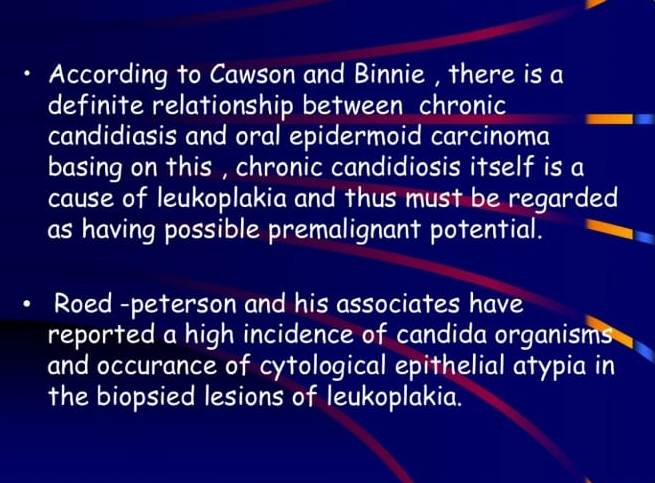 • According to Cawson and Binnie , there is a
definite relationship between chronic
candidiasis and oral epidermoid carcinoma
basing on this , chronic candidiosis itself is a
cause of leukoplakia and thus must be regarded
as having possible premalignant potential.
• Roed -peterson and his associates have
reported a high incidence of candida organisms
and occurance of cytological epithelial atypia in
the biopsied lesions of leukoplakia.